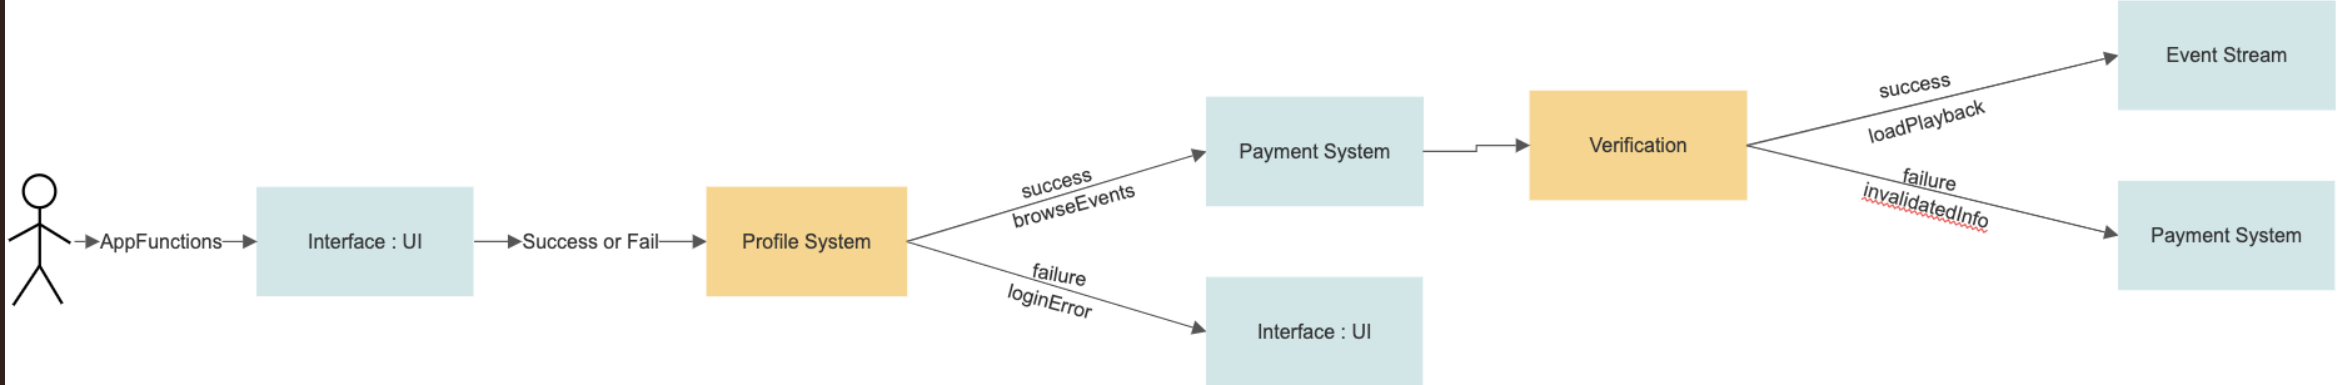 AppFunctions
Interface : UI
Success or Fail
Profile System
success
browseEvents
failure
loginError
Payment System
Interface : UI
Verification
success
loadPlayback
failure
invalidatedInfo
Event Stream
Payment System